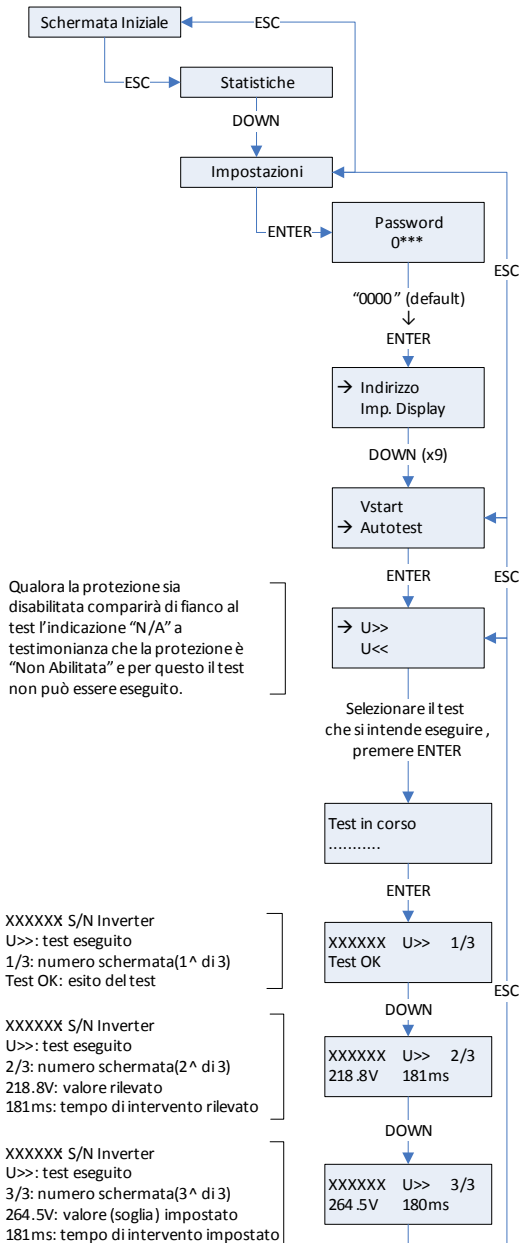 Schermata Iniziale
ESC
ESC
Statistiche
DOWN
Impostazioni
ENTER
Password
0***
ESC
“0000” (default)
↓
ENTER
→ Indirizzo
Imp. Display
DOWN (x9)
Vstart
→ Autotest
ENTER
ESC
Qualora la protezione sia
disabilitata comparirà di fianco al
test l’indicazione “N/A” a
testimonianza che la protezione è
“Non Abilitata” e per questo il test
non può essere eseguito.
→ U>>
U<<
Selezionare il test
che si intende eseguire ,
premere ENTER
Test in corso
...........
ENTER
XXXXXX S/N Inverter
U>>: test eseguito
1/3: numero schermata(1^ di 3)
Test OK: esito del test
XXXXXX U>> 1/3
Test OK
ESC
DOWN
XXXXXX S/N Inverter
U>>: test eseguito
2/3: numero schermata(2^ di 3)
218.8V: valore rilevato
181ms: tempo di intervento rilevato
XXXXXX U>> 2/3
218.8V 181ms
DOWN
XXXXXX S/N Inverter
U>>: test eseguito
3/3: numero schermata(3^ di 3)
264.5V: valore (soglia) impostato
181ms: tempo di intervento impostato
XXXXXX U>> 3/3
264.5V 180ms